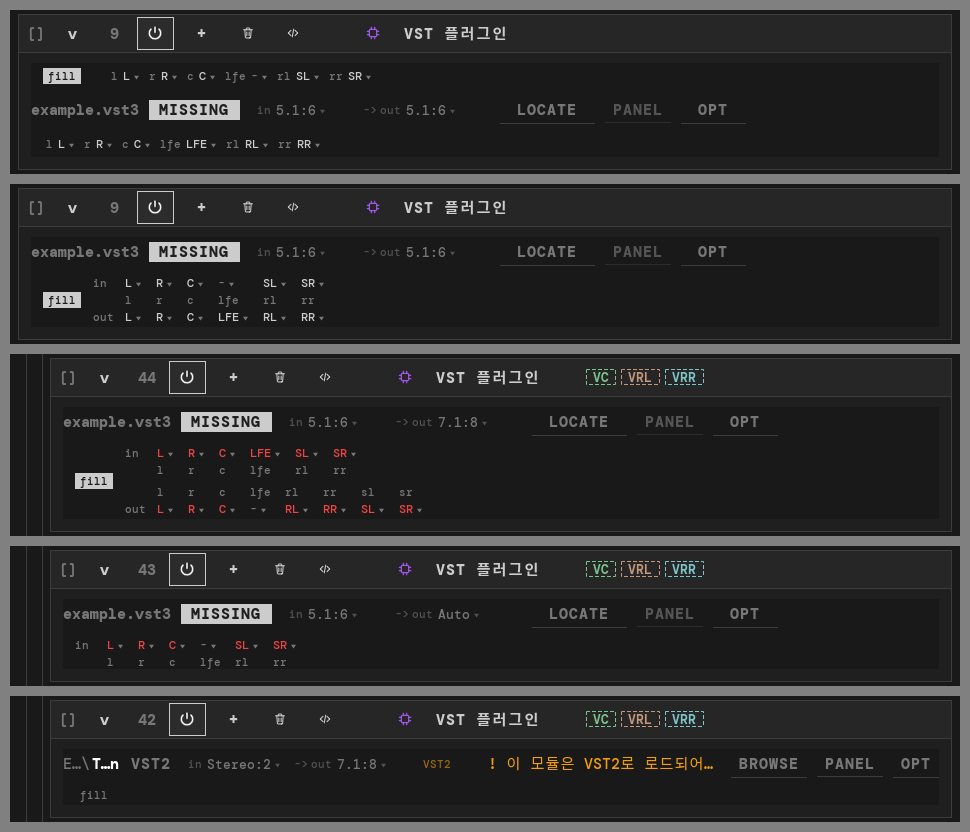 [] v 9 + </> VST 플러그인
fill l L r R c C lfe - rl SL rr SR
example.vst3 MISSING in 5.1:6 -> out 5.1:6 LOCATE PANEL OPT
l L r R c C lfe LFE rl RL rr RR
[] v 9 + </> VST 플러그인
example.vst3 MISSING in 5.1:6 -> out 5.1:6 LOCATE PANEL OPT
in L R C - SL SR
fill l r c lfe rl rr
out L R C LFE RL RR
[] v 44 + </> VST 플러그인 VC VRL VRR
example.vst3 MISSING in 5.1:6 -> out 7.1:8 LOCATE PANEL OPT
in L R C LFE SL SR
l r c lfe rl rr
fill
l r c lfe rl rr sl sr
out L R C - RL RR SL SR
[] v 43 + </> VST 플러그인 VC VRL VRR
example.vst3 MISSING in 5.1:6 -> out Auto LOCATE PANEL OPT
in L R C - SL SR
l r c lfe rl rr
[] v 42 + </> VST 플러그인 VC VRL VRR
E…\T…n VST2 in Stereo:2 -> out 7.1:8 VST2 ! 이 모듈은 VST2로 로드되어… BROWSE PANEL OPT
fill